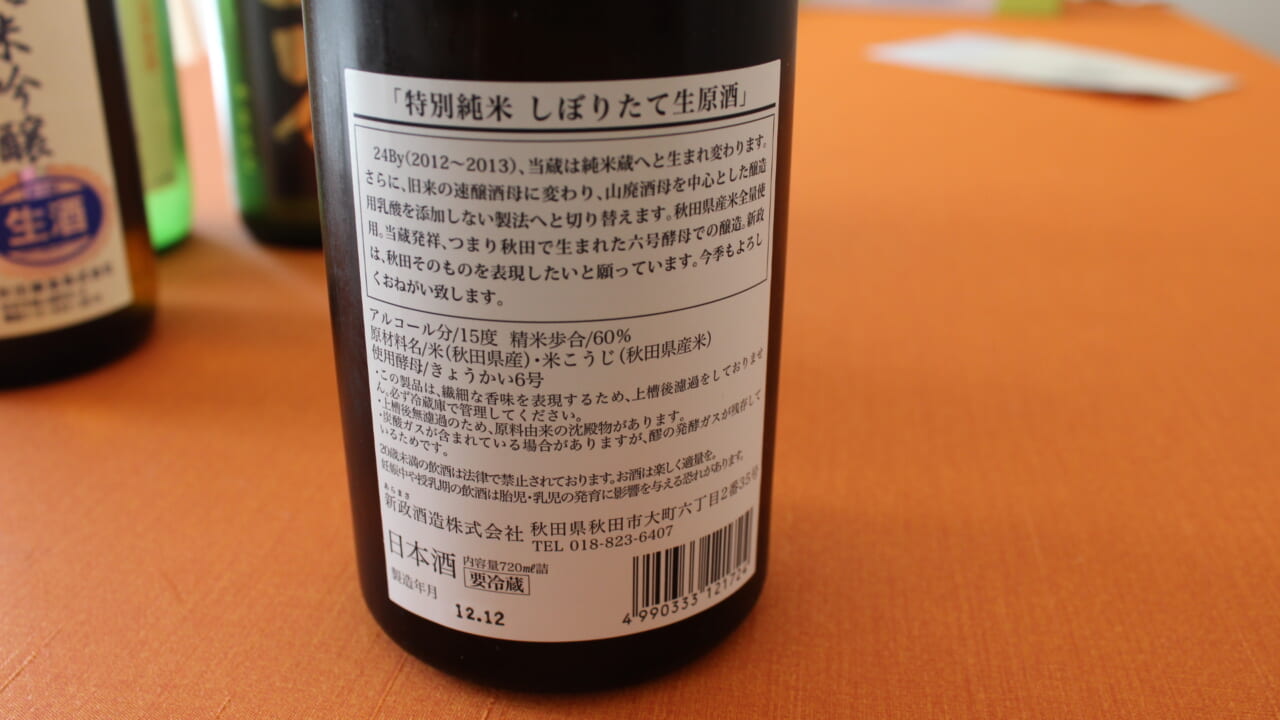 「特別純米 しぼりたて生原酒」
24By(2012～2013)、当蔵は純米蔵へと生まれ変わります。
さらに、旧来の速醸酒母に変わり、山廃酒母を中心とした醸造
用乳酸を添加しない製法へと切り替えます。秋田県産米全量使
用。当蔵発祥、つまり秋田で生まれた六号酵母での醸造。新政
は、秋田そのものを表現したいと願っています。今季もよろし
くおねがい致します。
アルコール分/15度 精米歩合/60%
原材料名/米(秋田県産)・米こうじ(秋田県産米)
使用酵母/きょうかい6号
・この製品は、繊細な香味を表現するため、上槽後濾過をしておりませ
ん。必ず冷蔵庫で管理してください。
・上槽後無濾過のため、原料由来の沈殿物があります。
・炭酸ガスが含まれている場合がありますが、醪の発酵ガスが残存して
いるためです。
20歳未満の飲酒は法律で禁止されております。お酒は楽しく適量を。
妊娠中や授乳期の飲酒は胎児・乳児の発育に影響を与える恐れがあります。
あらまさ
新政酒造株式会社 秋田県秋田市大町六丁目2番35号
TEL 018-823-6407
日本酒 内容量720㎖詰
要冷蔵
製造年月
12.12
4 990333 121724
米吟醸
生酒